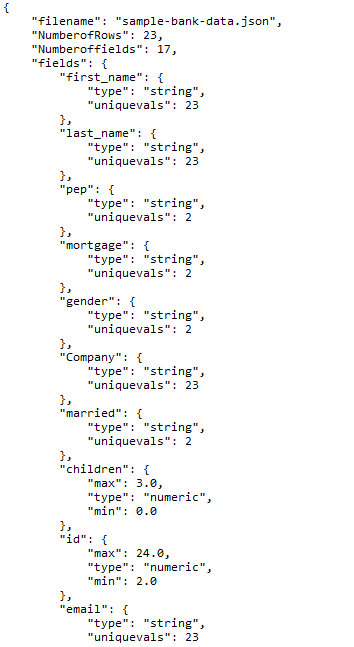 {
"filename": "sample-bank-data.json",
"NumberofRows": 23,
"Numberoffields": 17,
"fields": {
"first_name": {
"type": "string",
"uniquevals": 23
},
"last_name": {
"type": "string",
"uniquevals": 23
},
"pep": {
"type": "string",
"uniquevals": 2
},
"mortgage": {
"type": "string",
"uniquevals": 2
},
"gender": {
"type": "string",
"uniquevals": 2
},
"Company": {
"type": "string",
"uniquevals": 23
},
"married": {
"type": "string",
"uniquevals": 2
},
"children": {
"max": 3.0,
"type": "numeric",
"min": 0.0
},
"id": {
"max": 24.0,
"type": "numeric",
"min": 2.0
},
"email": {
"type": "string",
"uniquevals": 23